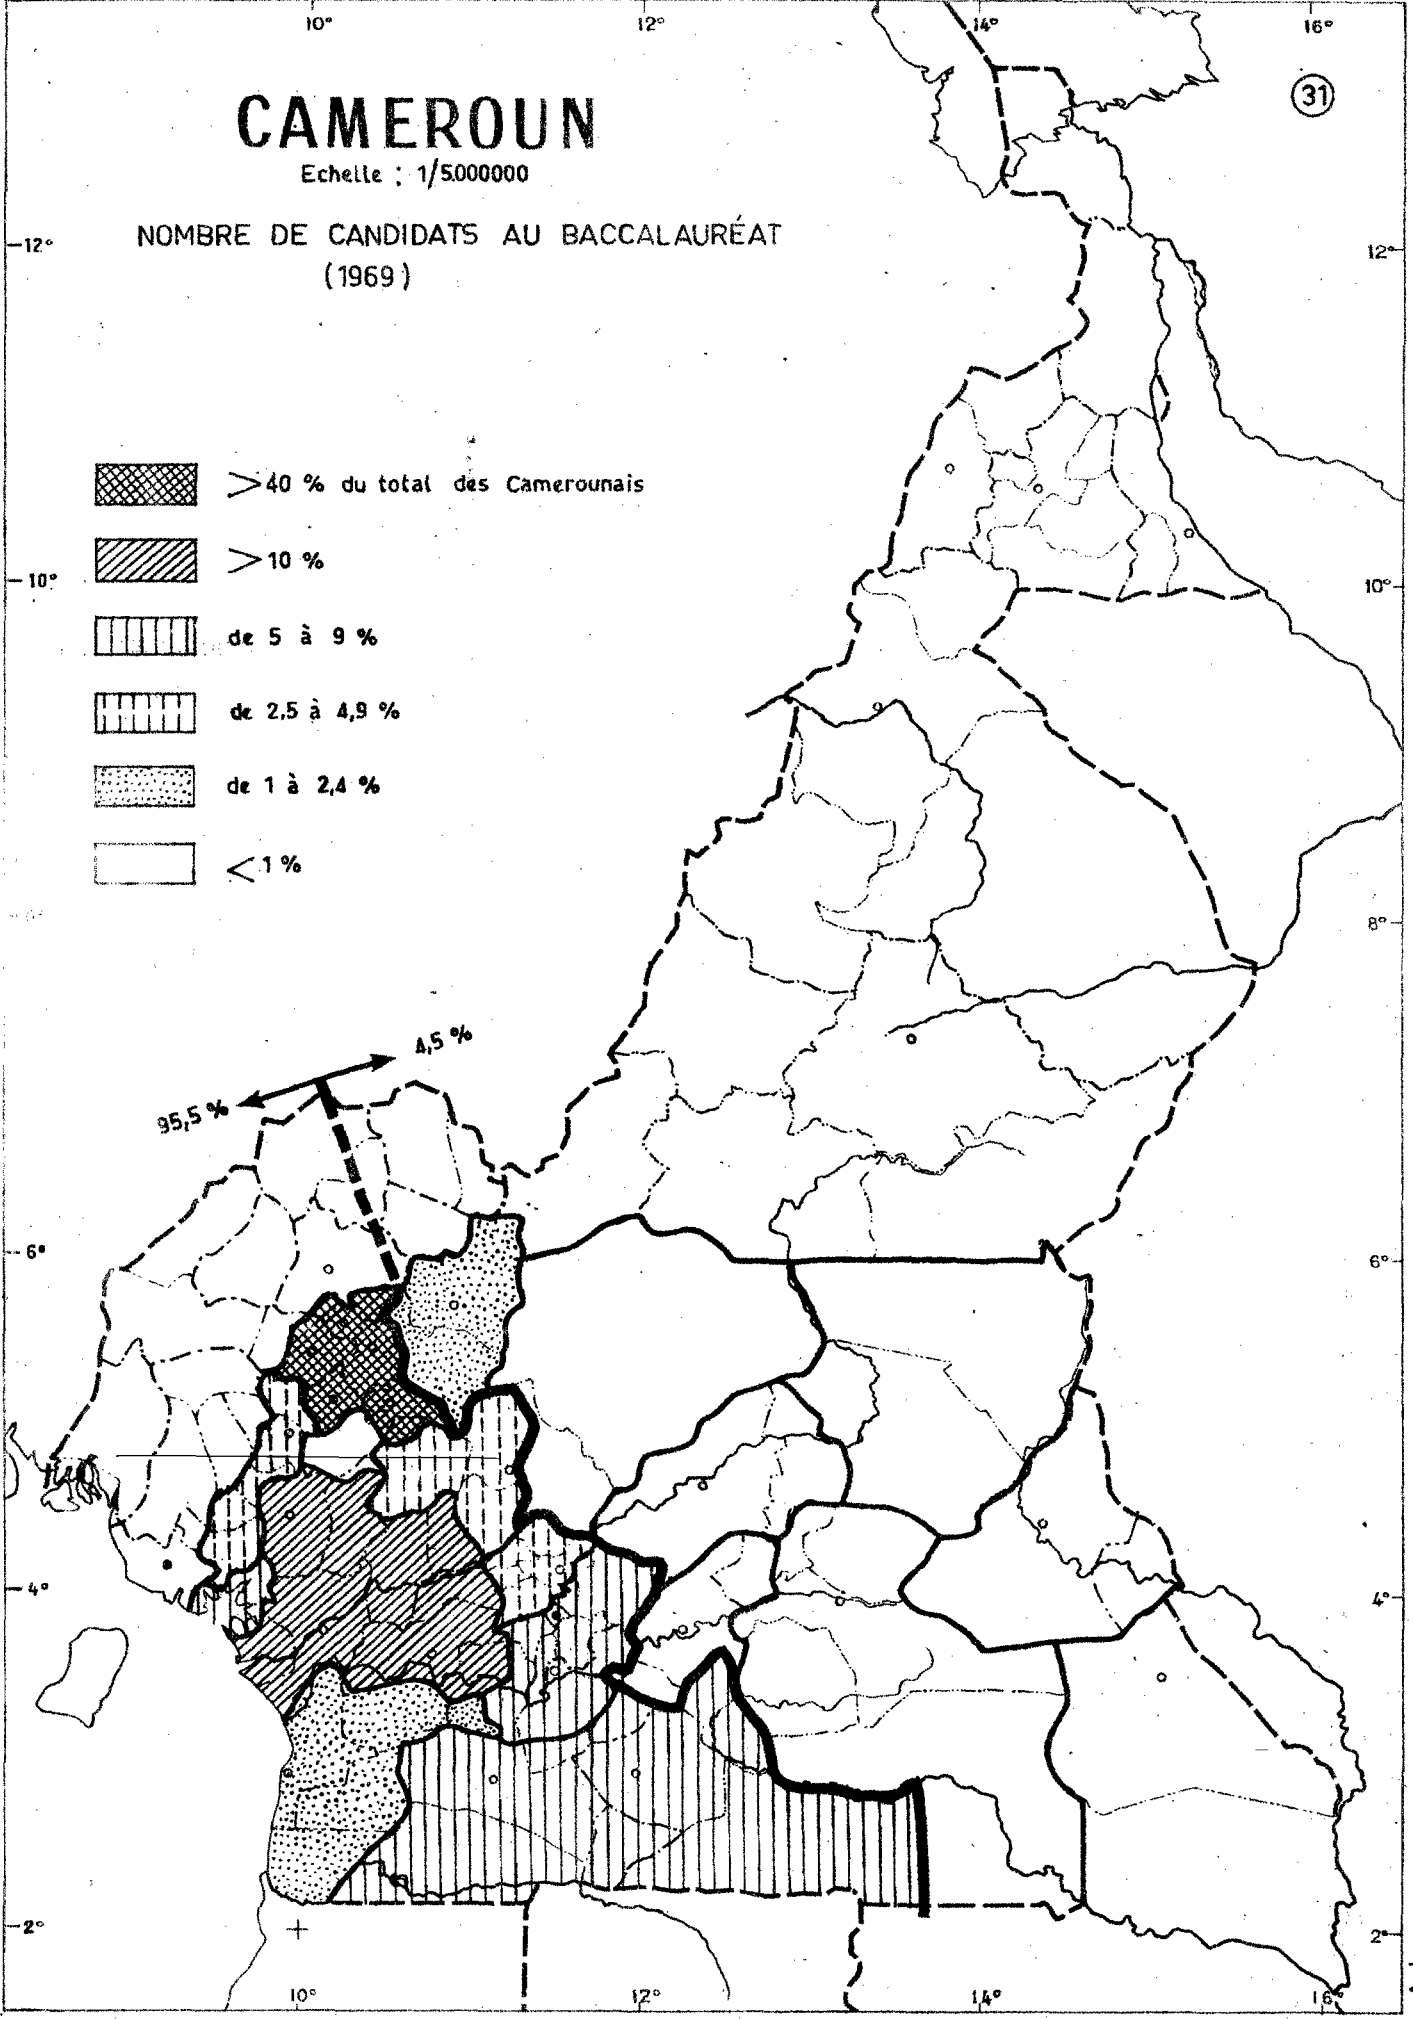 10° 12° 14° 16°
31
CAMEROUN
Echelle : 1/5000000
NOMBRE DE CANDIDATS AU BACCALAURÉAT
(1969)
12° 12°
>40 % du total des Camerounais
>10 %
10° 10°
de 5 à 9 %
de 2,5 à 4,9 %
de 1 à 2,4 %
<1 %
8°
4,5 %
95,5 %
6° 6°
4° 4°
2° 2°
10° 12° 14° 16